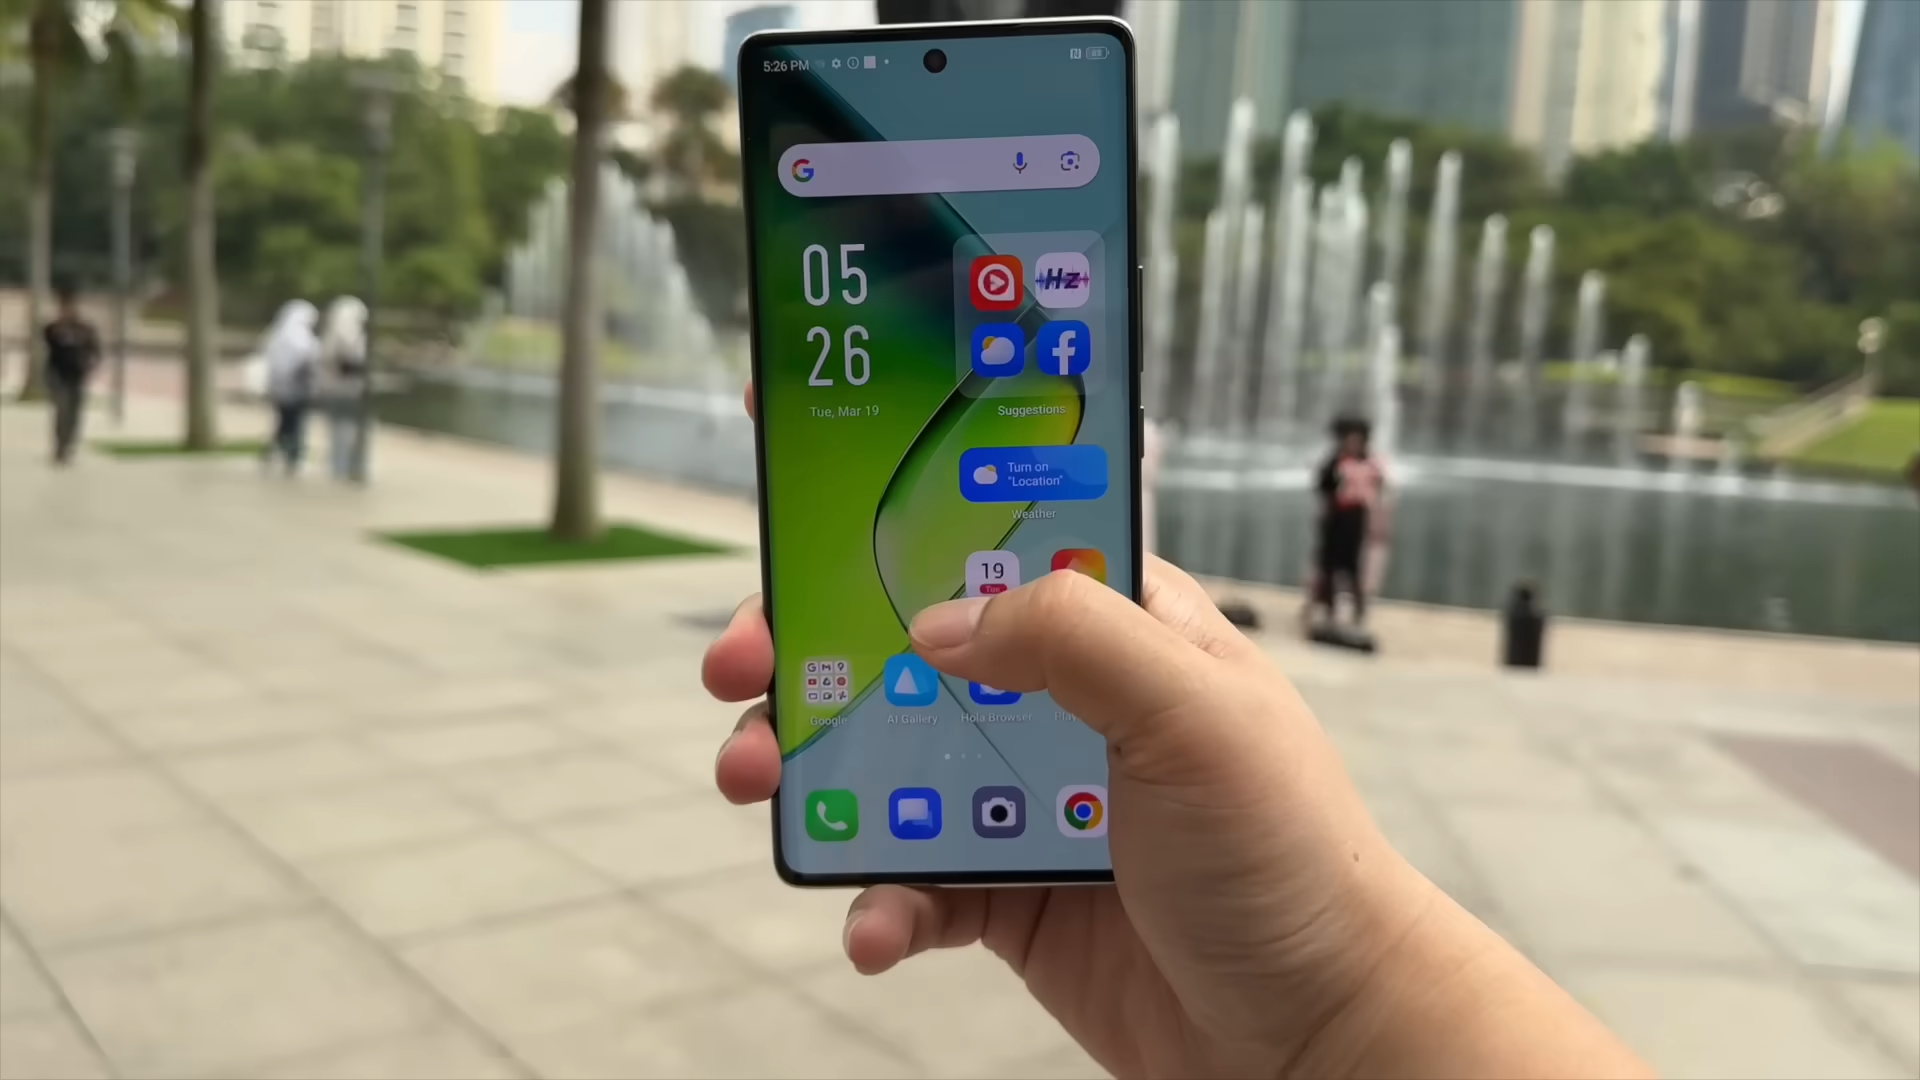 5:26 PM
05
26
Tue, Mar 19
Hz
Suggestions
Turn on
"Location"
Weather
19
Tue
Google
AI Gallery
Hola Browser